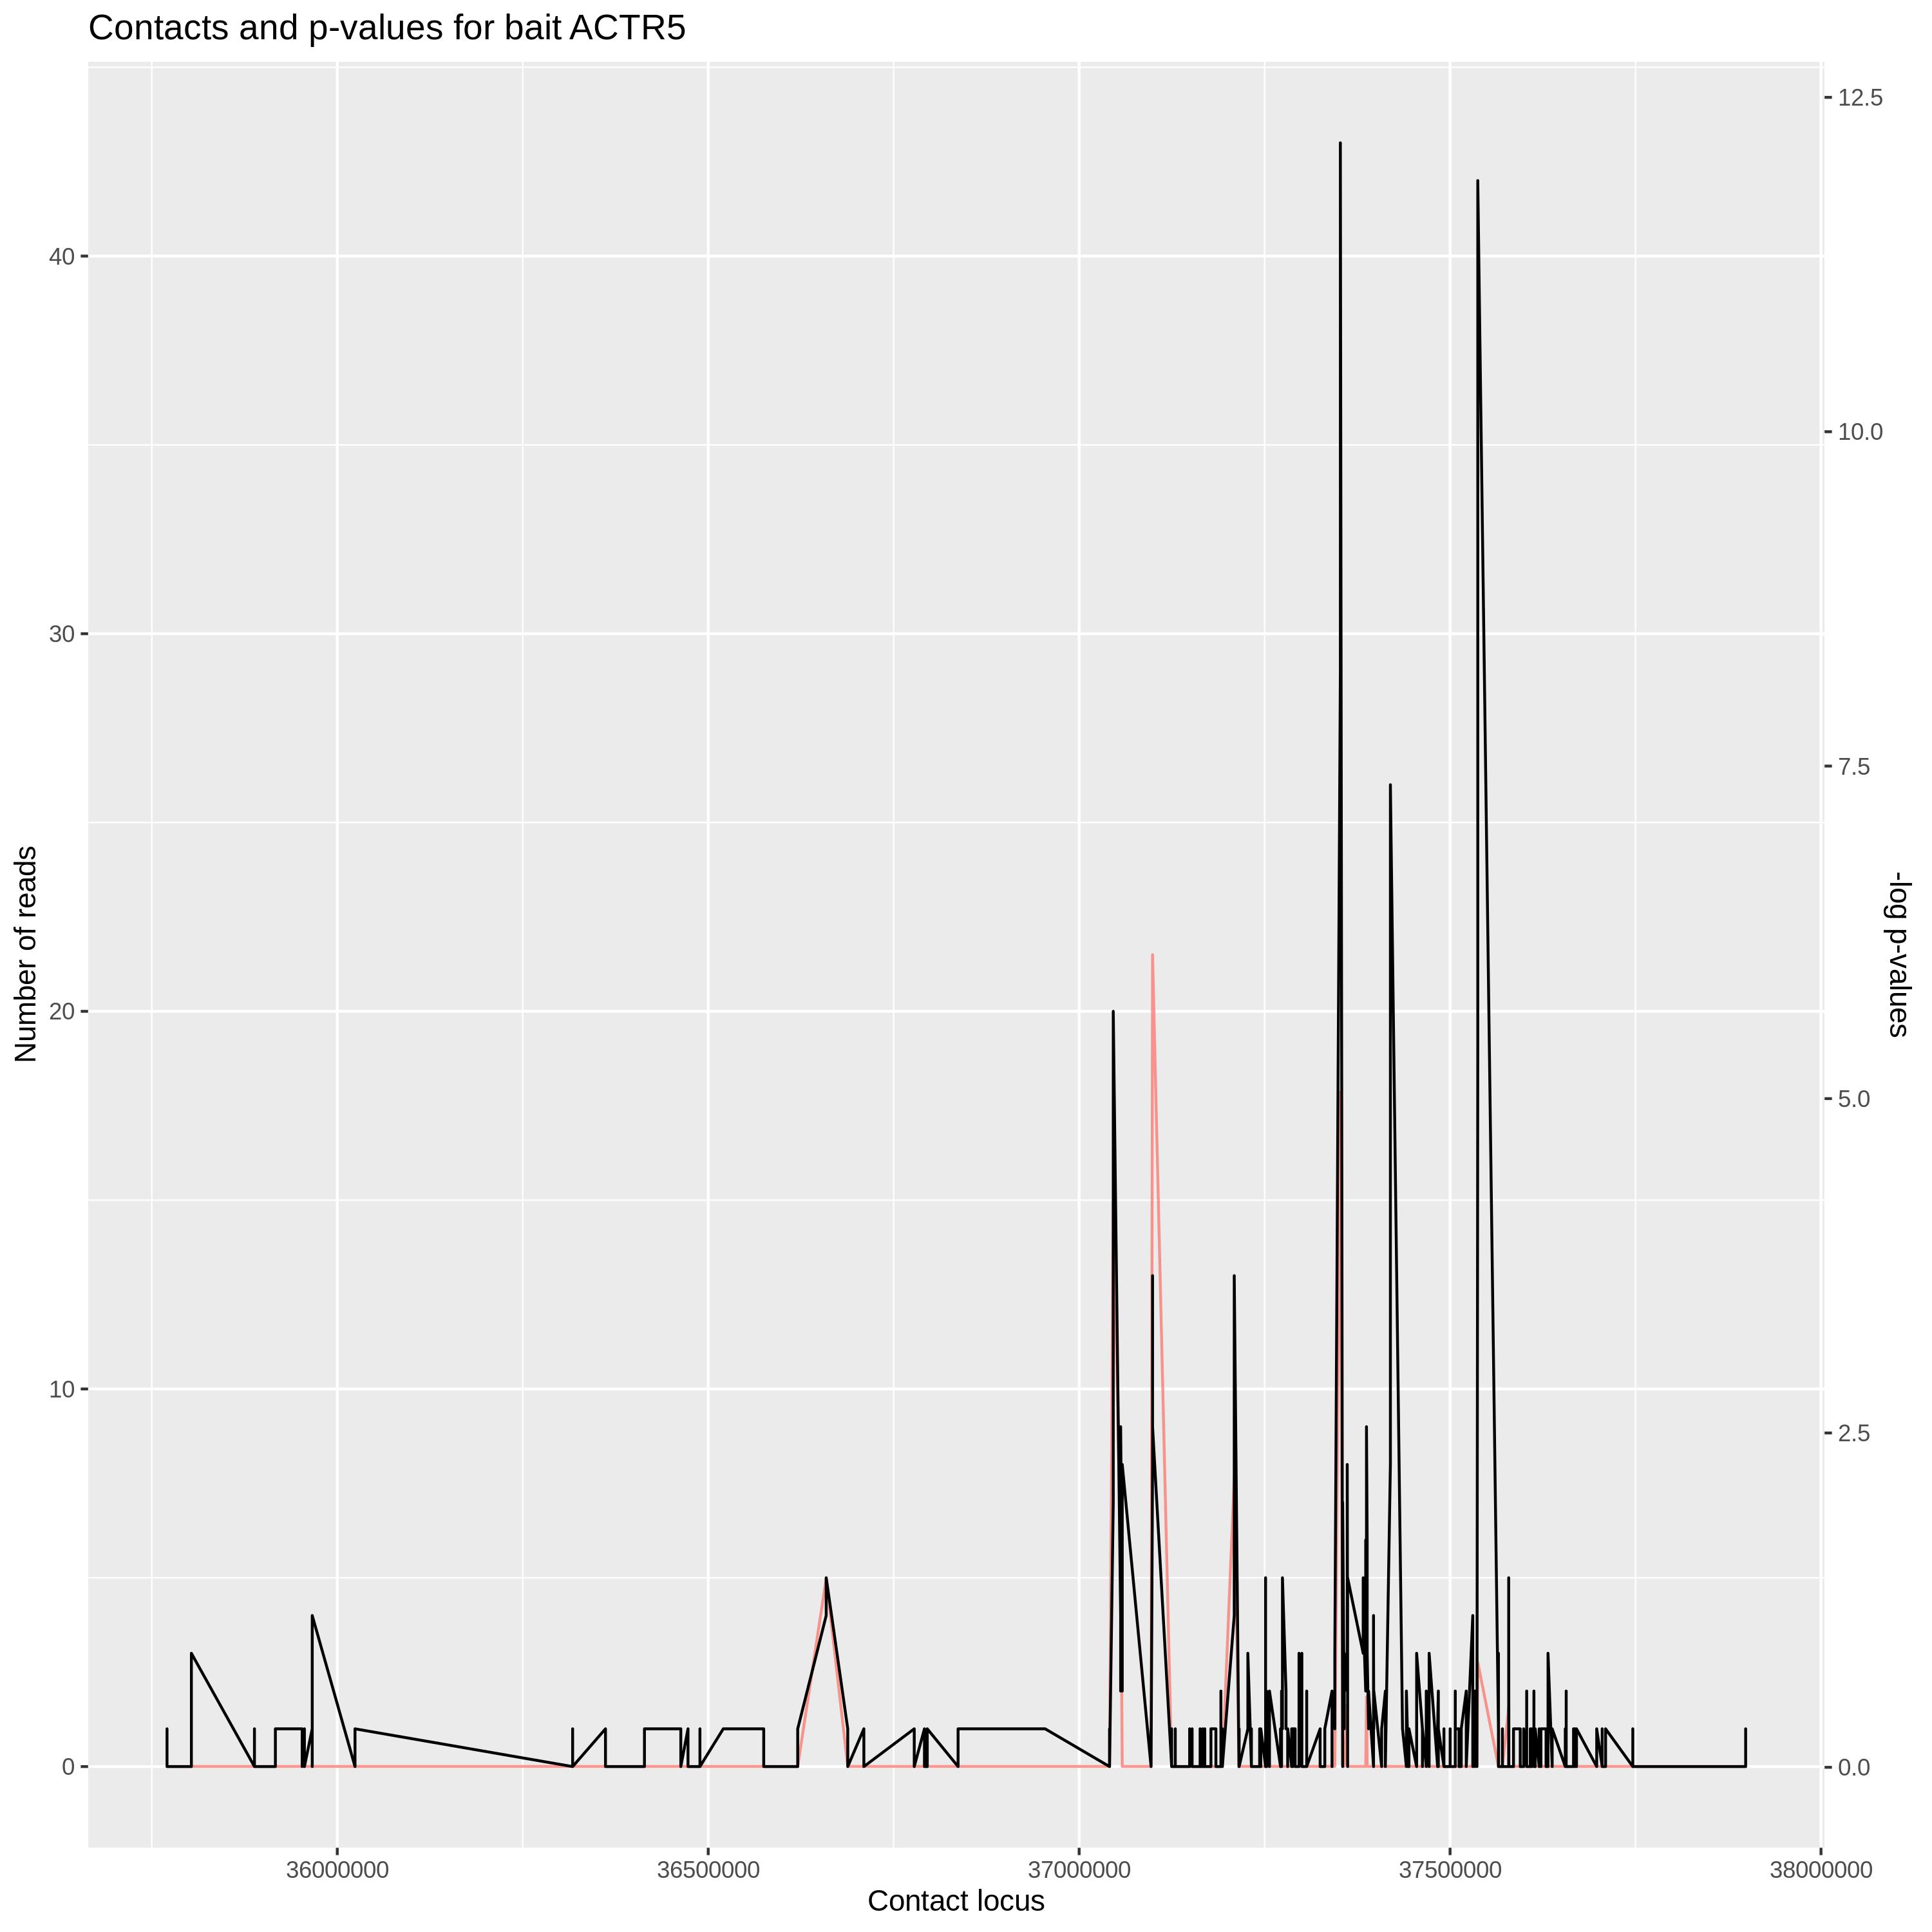 Contacts and p-values for bait ACTR5
12.5
40
10.0
30
7.5
Number of reads
-log p-values
20
5.0
10
2.5
0
0.0
36000000 36500000 37000000 37500000 38000000
Contact locus